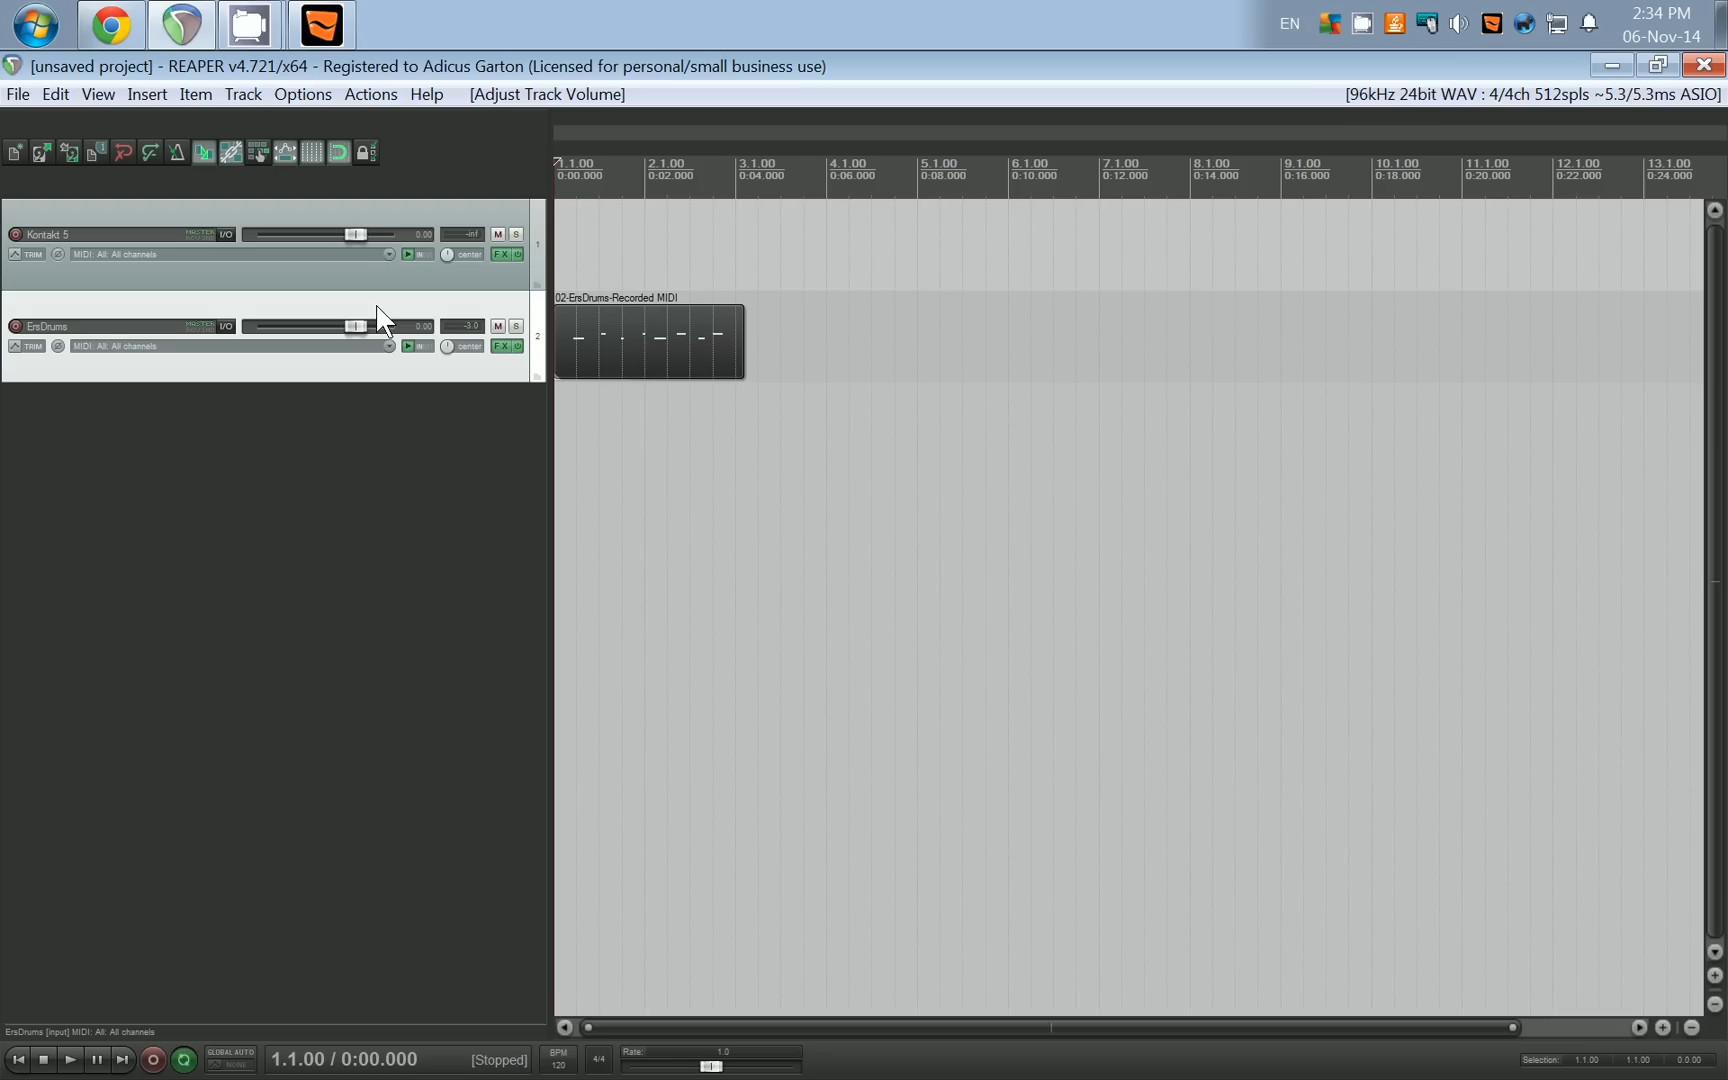 EN
2:34 PM
06-Nov-14
[unsaved project] - REAPER v4.721/x64 - Registered to Adicus Garton (Licensed for personal/small business use)
File Edit View Insert Item Track Options Actions Help [Adjust Track Volume]
[96kHz 24bit WAV : 4/4ch 512spls ~5.3/5.3ms ASIO]
1.1.00 2.1.00 3.1.00 4.1.00 5.1.00 6.1.00 7.1.00 8.1.00 9.1.00 10.1.00 11.1.00 12.1.00 13.1.00
0:00.000 0:02.000 0:04.000 0:06.000 0:08.000 0:10.000 0:12.000 0:14.000 0:16.000 0:18.000 0:20.000 0:22.000 0:24.000
Kontakt 5 MASTER I/O 0.00 -inf M S
1
TRIM MIDI: All: All channels IN center FX
02-ErsDrums-Recorded MIDI
ErsDrums MASTER I/O 0.00 -3.0 M S
2
TRIM MIDI: All: All channels IN center FX
ErsDrums [input] MIDI: All: All channels
GLOBAL AUTO
NONE
1.1.00 / 0:00.000 [Stopped]
BPM
120
4/4
Rate: 1.0
Selection: 1.1.00 1.1.00 0.0.00